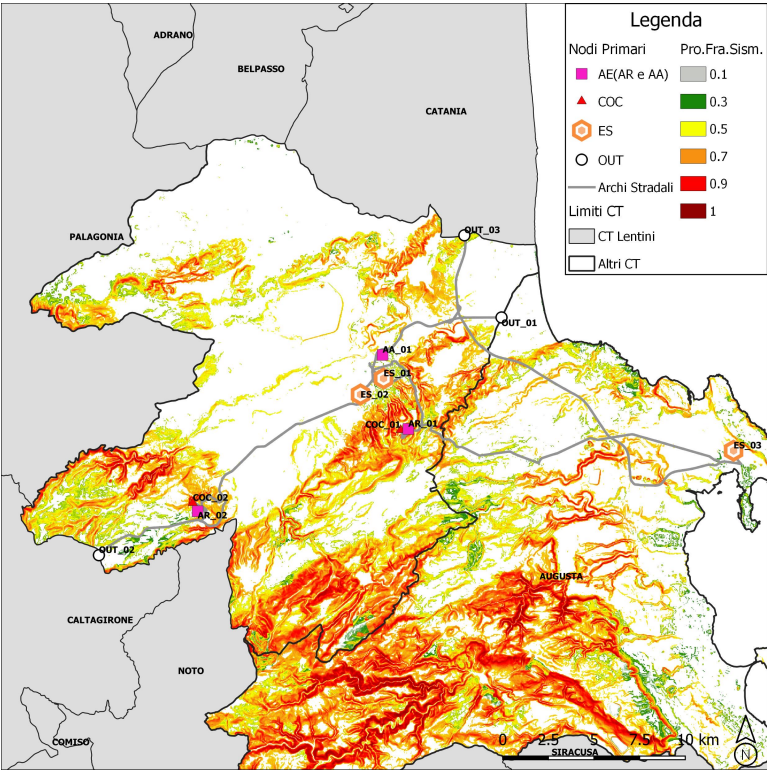 Legenda
Nodi Primari
AE(AR e AA)
COC
ES
OUT
Archi Stradali
Limiti CT
CT Lentini
Altri CT
Pro.Fra.Sism.
0.1
0.3
0.5
0.7
0.9
1
ADRANO
BELPASSO
CATANIA
PALAGONIA
OUT_03
OUT_01
AA_01
ES_01
ES_02
COC_01
AR_01
ES_03
COC_02
AR_02
OUT_02
AUGUSTA
CALTAGIRONE
NOTO
COMISO
SIRACUSA
0 2.5 5 7.5 10 km
N